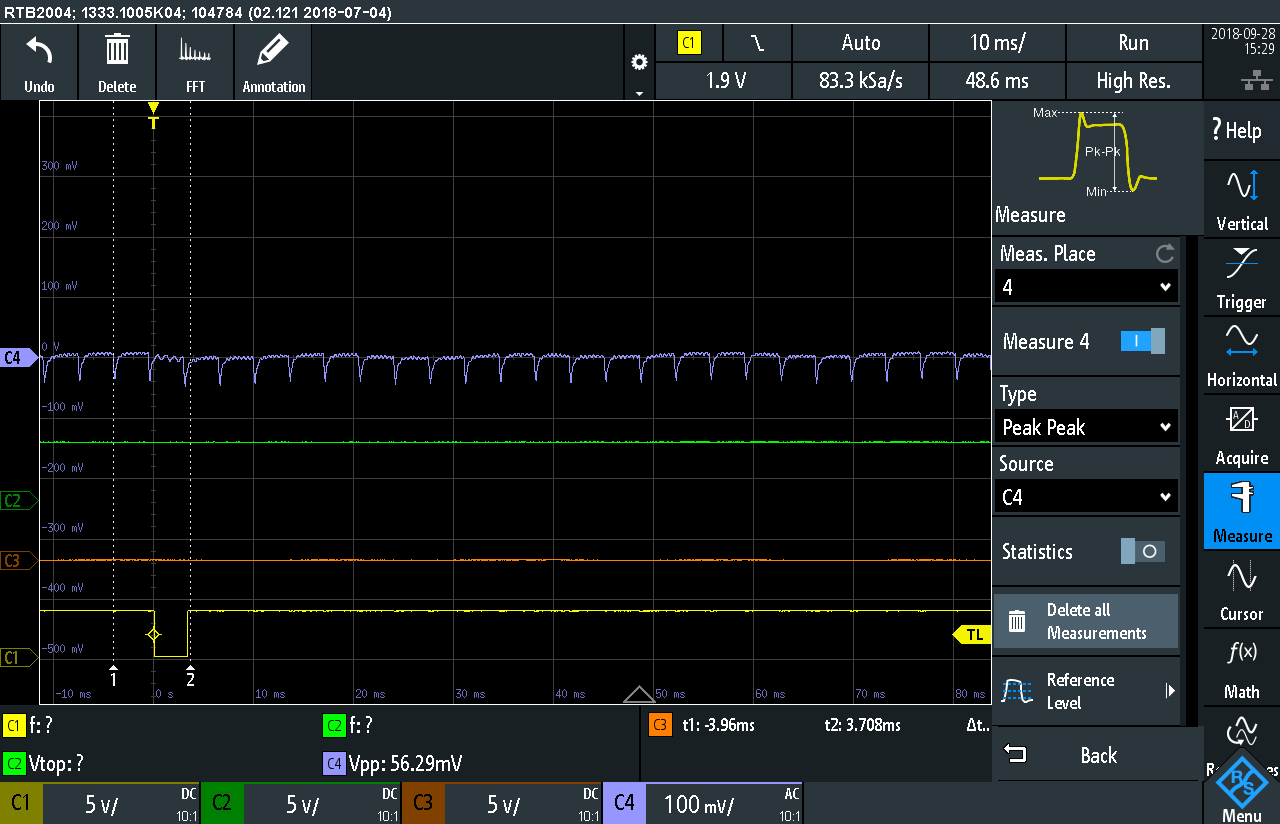 RTB2004; 1333.1005K04; 104784 (02.121 2018-07-04)
Undo
Delete
FFT
Annotation
C1
Auto
10 ms/
Run
1.9 V
83.3 kSa/s
48.6 ms
High Res.
2018-09-28
15:29
T
300 mV
200 mV
100 mV
C4
0 V
-100 mV
-200 mV
C2
-300 mV
C3
-400 mV
TL
-500 mV
C1
1
2
-10 ms
0 s
10 ms
20 ms
30 ms
40 ms
50 ms
60 ms
70 ms
80 ms
Max
Pk-Pk
Min
Measure
Meas. Place
4
Measure 4
Type
Peak Peak
Source
C4
Statistics
Delete all
Measurements
Reference
Level
Back
? Help
Vertical
Trigger
Horizontal
A
D
Acquire
Measure
Cursor
f(x)
Math
R&S
Menu
C1 f: ?
C2 f: ?
C3 t1: -3.96ms t2: 3.708ms Δt..
C2 Vtop: ?
C4 Vpp: 56.29mV
C1 5 V/ DC 10:1
C2 5 V/ DC 10:1
C3 5 V/ DC 10:1
C4 100 mV/ AC 10:1